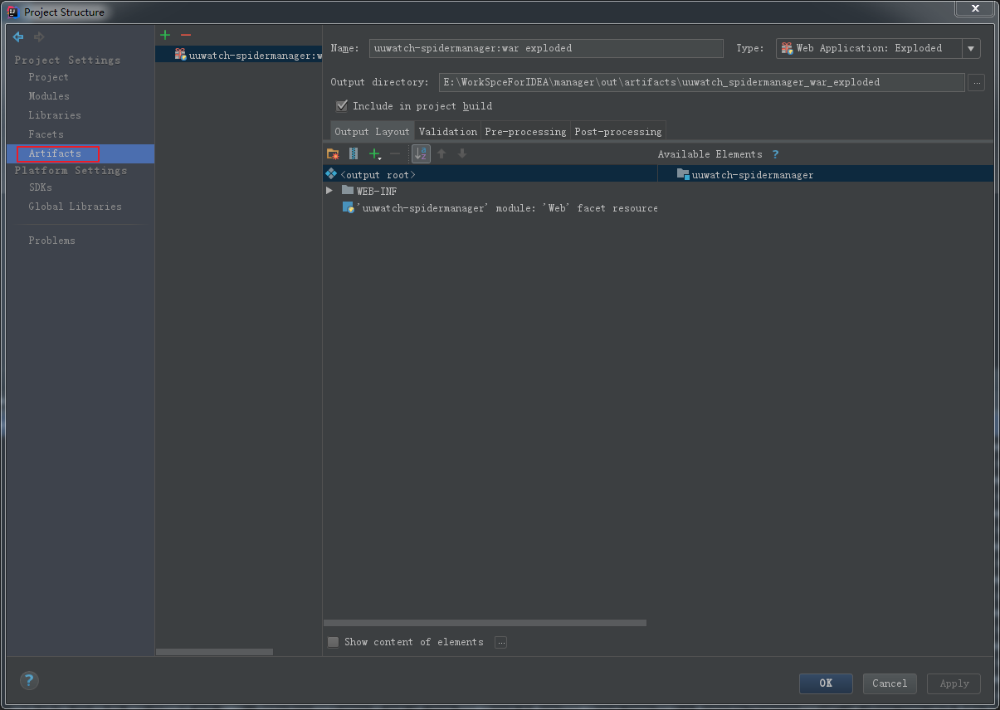 Project Structure
Project Settings
Project
Modules
Libraries
Facets
Artifacts
Platform Settings
SDKs
Global Libraries
Problems
uuwatch-spidermanager:w
Name: uuwatch-spidermanager:war exploded Type: Web Application: Exploded
Output directory: E:\WorkSpceForIDEA\manager\out\artifacts\uuwatch_spidermanager_war_exploded ...
Include in project build
Output Layout Validation Pre-processing Post-processing
Available Elements ?
<output root>
uuwatch-spidermanager
WEB-INF
'uuwatch-spidermanager' module: 'Web' facet resource
Show content of elements ...
? OK Cancel Apply